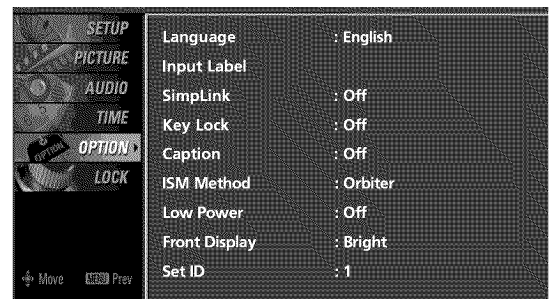 SETUP
PICTURE
AUDIO
TIME
OPTION
OPTION
LOCK
Move MENU Prev
Language : English
Input Label
SimpLink : Off
Key Lock : Off
Caption : Off
ISM Method : Orbiter
Low Power : Off
Front Display : Bright
Set ID : 1